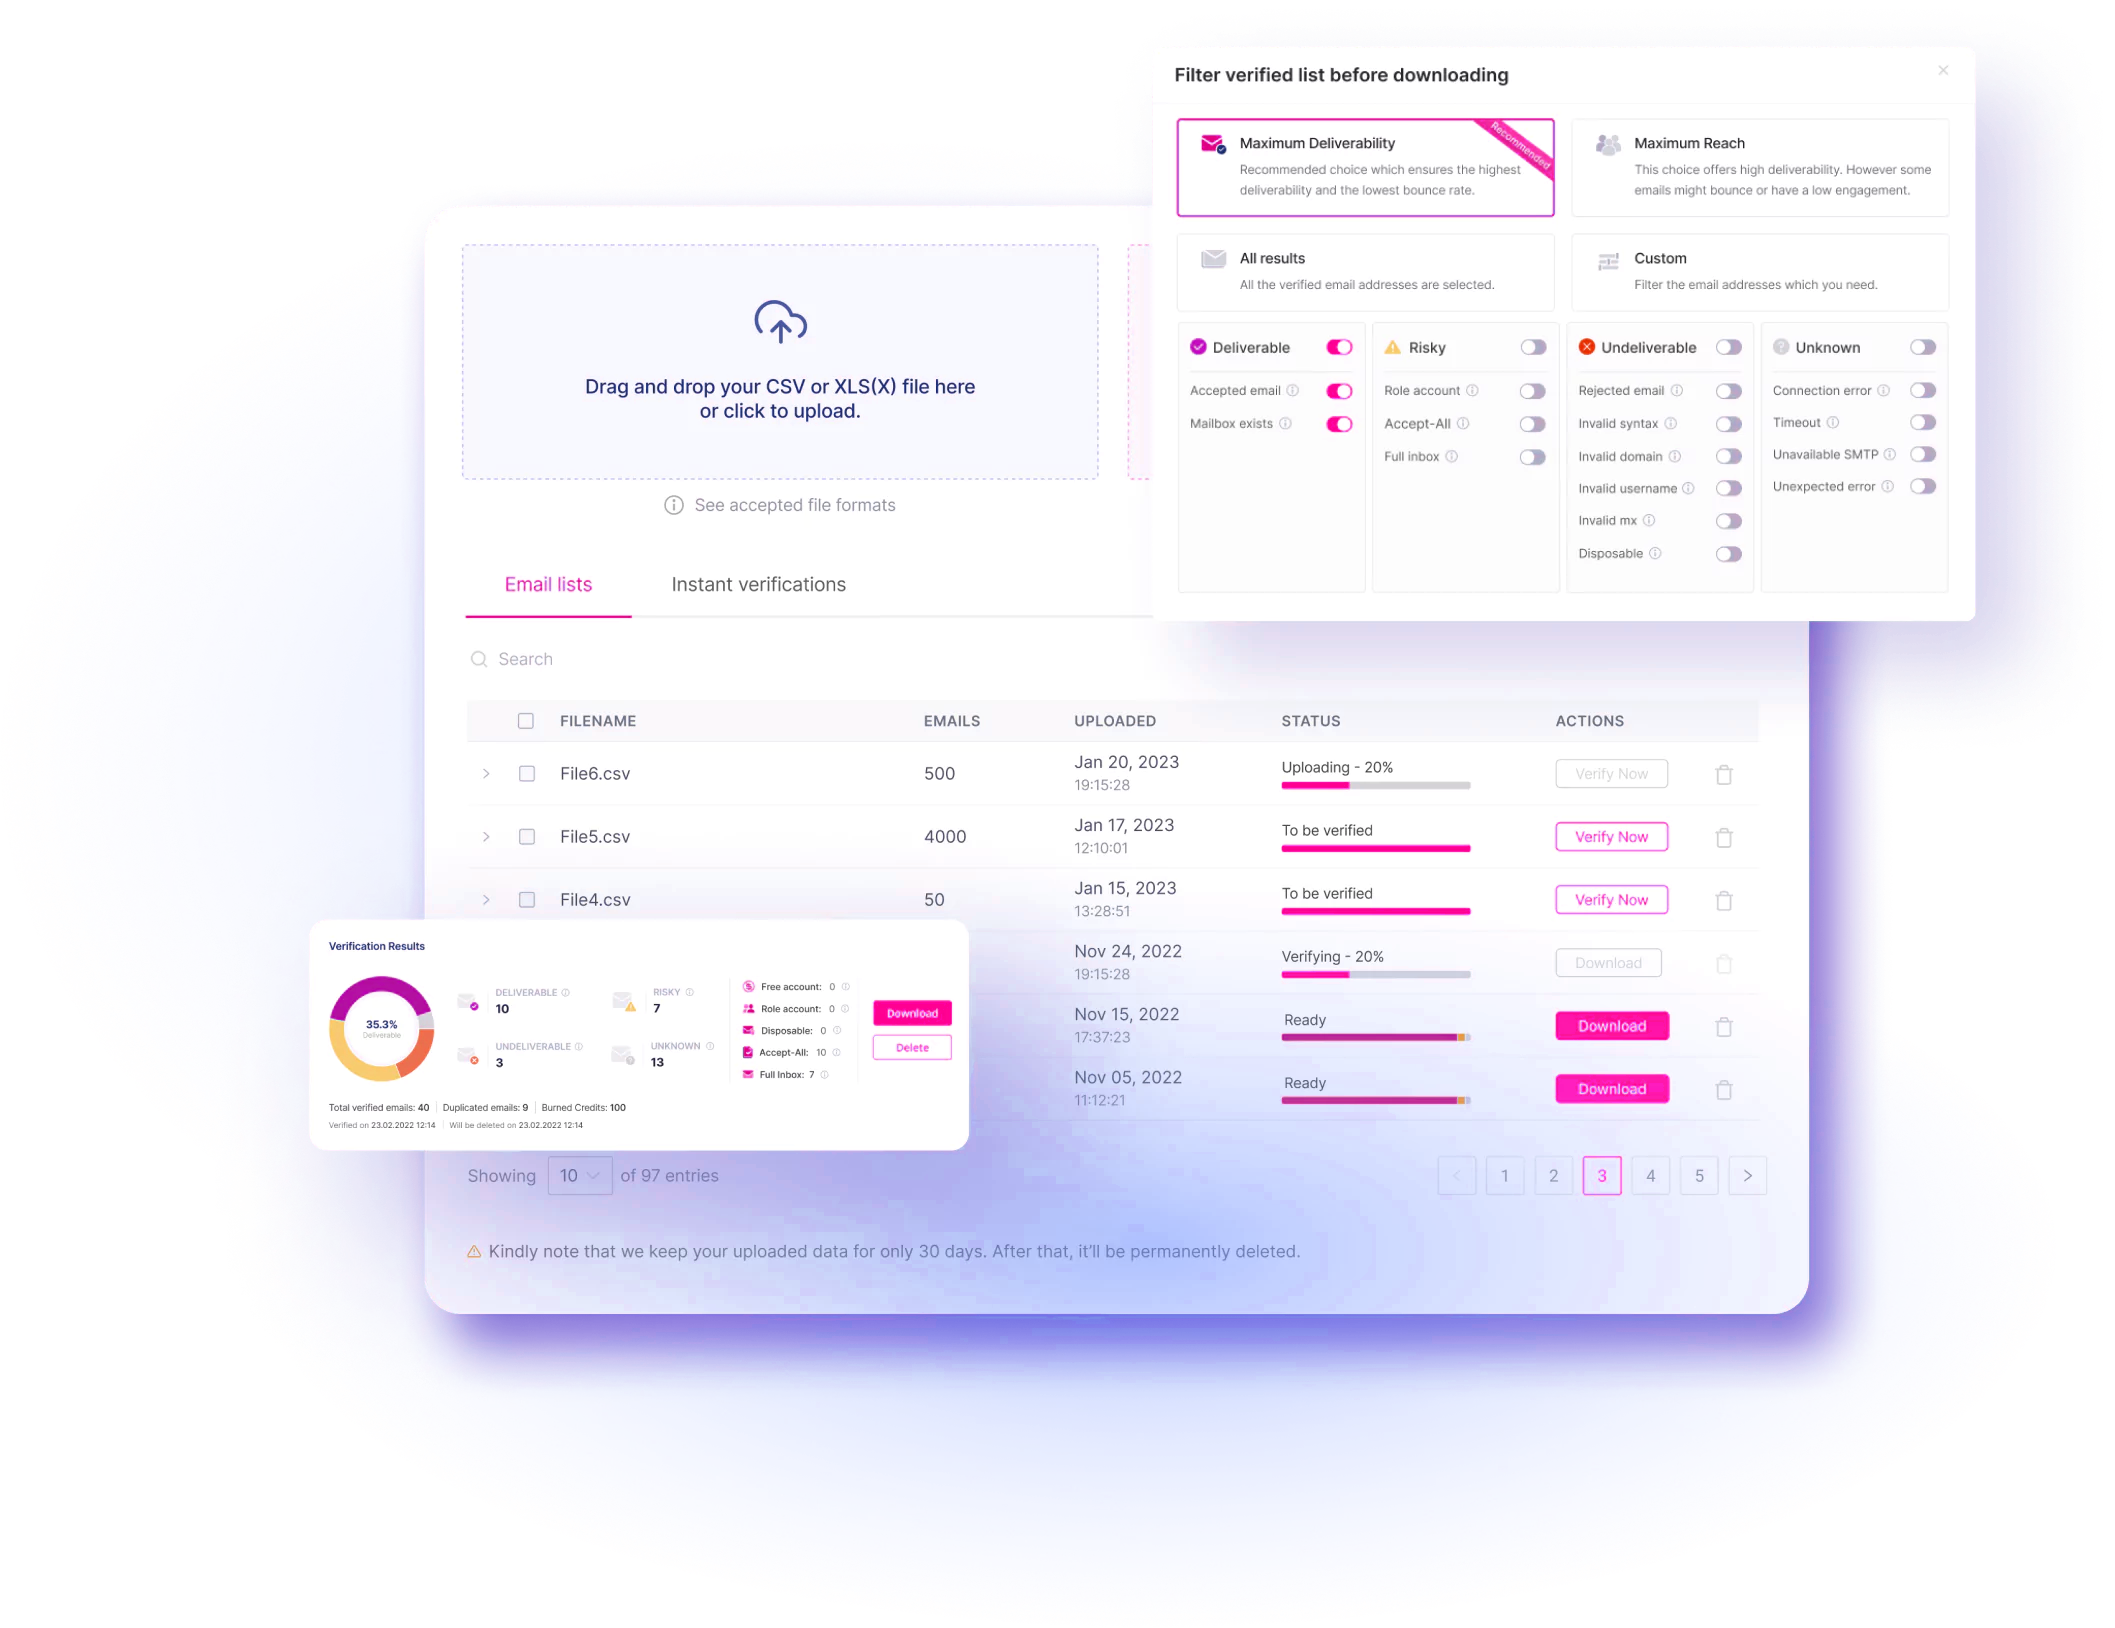 Filter verified list before downloading
Maximum Deliverability
Recommended
Recommended choice which ensures the highest
deliverability and the lowest bounce rate.
Maximum Reach
This choice offers high deliverability. However some
emails might bounce or have a low engagement.
All results
All the verified email addresses are selected.
Custom
Filter the email addresses which you need.
Deliverable
Accepted email
Mailbox exists
Risky
Role account
Accept-All
Full inbox
Undeliverable
Rejected email
Invalid syntax
Invalid domain
Invalid username
Invalid mx
Disposable
Unknown
Connection error
Timeout
Unavailable SMTP
Unexpected error
Drag and drop your CSV or XLS(X) file here
or click to upload.
See accepted file formats
Email lists
Instant verifications
Search
FILENAME EMAILS UPLOADED STATUS ACTIONS
File6.csv 500 Jan 20, 2023 Uploading - 20% Verify Now
19:15:28
File5.csv 4000 Jan 17, 2023 To be verified Verify Now
12:10:01
File4.csv 50 Jan 15, 2023 To be verified Verify Now
13:28:51
Nov 24, 2022 Verifying - 20% Download
19:15:28
Nov 15, 2022 Ready Download
17:37:23
Nov 05, 2022 Ready Download
11:12:21
Verification Results
35.3%
Deliverable
DELIVERABLE
10
RISKY
7
UNDELIVERABLE
3
UNKNOWN
13
Free account: 0
Role account: 0
Disposable: 0
Accept-All: 10
Full Inbox: 7
Download
Delete
Total verified emails: 40 Duplicated emails: 9 Burned Credits: 100
Verified on 23.02.2022 12:14 Will be deleted on 23.02.2022 12:14
Showing 10 of 97 entries
1 2 3 4 5
Kindly note that we keep your uploaded data for only 30 days. After that, it'll be permanently deleted.